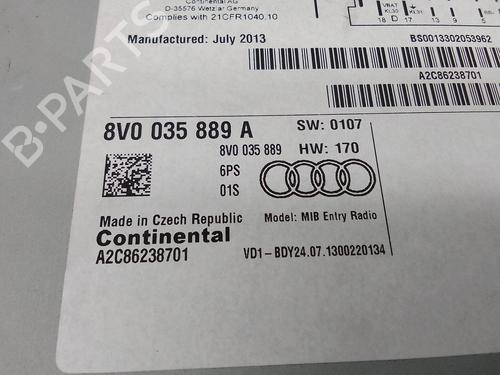 Continental AG
D-35576 Wetzlar Germany
Complies with 21CFR1040.10
VBAT
KL30
KL31
18 D 17 13 9 5
Manufactured: July 2013
BS0013302053962
A2C86238701
8V0 035 889 A
SW: 0107
8V0 035 889
HW: 170
6PS
01S
Made in Czech Republic
Model: MIB Entry Radio
Continental
A2C86238701
VD1-BDY24.07.1300220134
B-PARTS